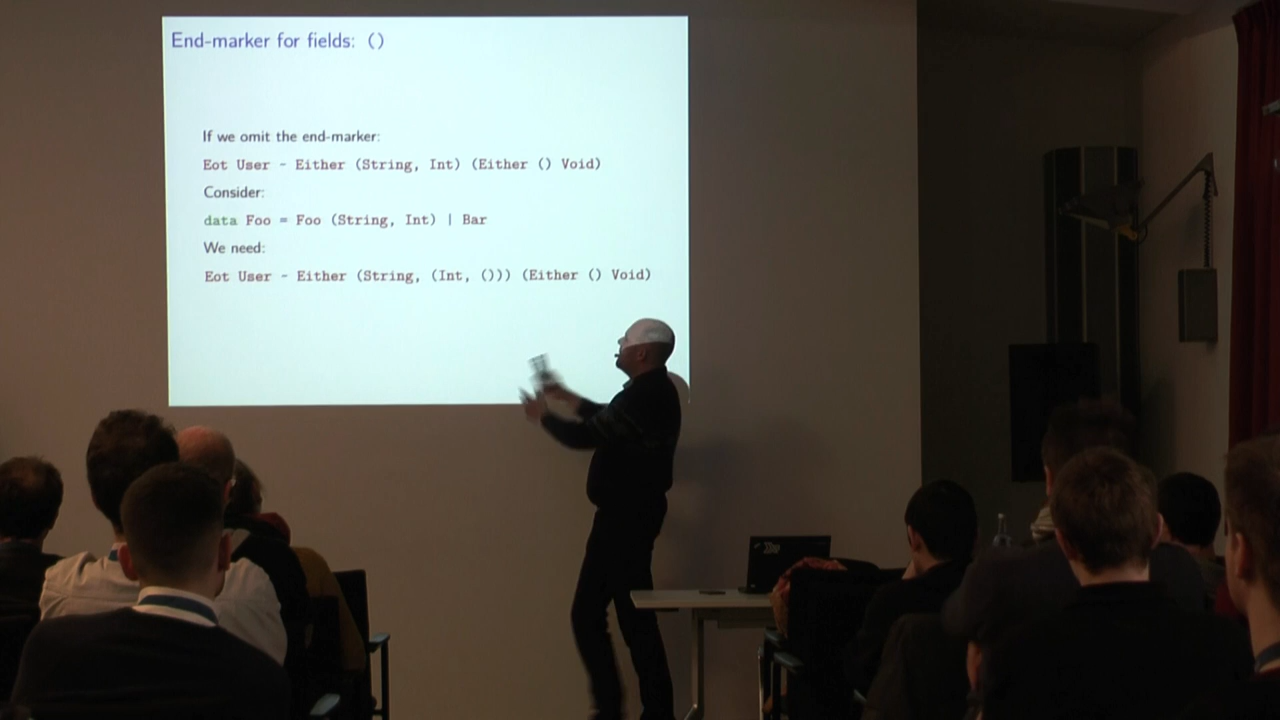 End-marker for fields: ()
If we omit the end-marker:
Eot User ~ Either (String, Int) (Either () Void)
Consider:
data Foo = Foo (String, Int) | Bar
We need:
Eot User ~ Either (String, (Int, ())) (Either () Void)